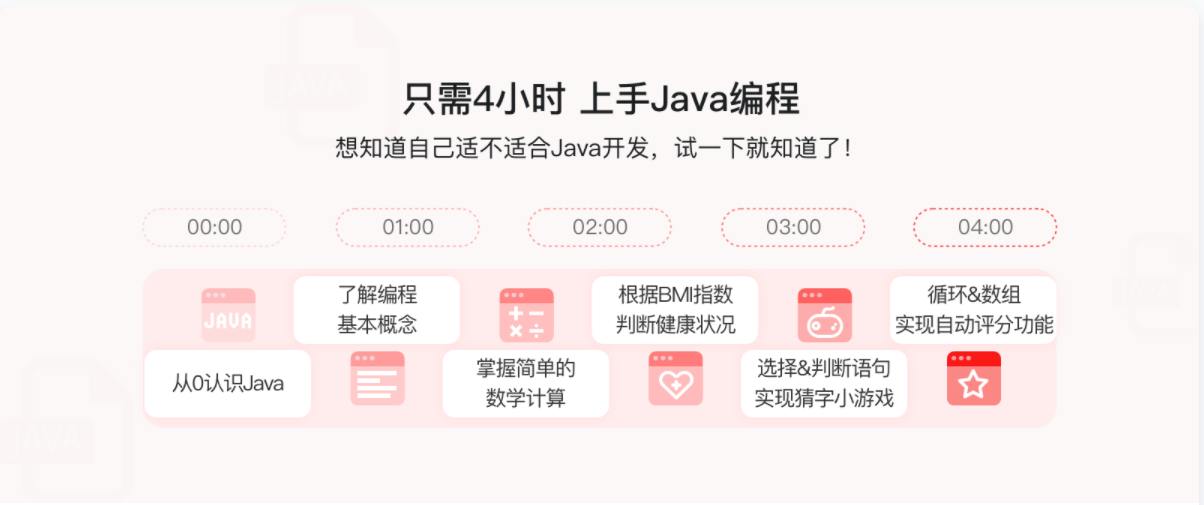 只需4小时 上手Java编程
想知道自己适不适合Java开发，试一下就知道了！
00:00
01:00
02:00
03:00
04:00
JAVA
从0认识Java
了解编程
基本概念
掌握简单的
数学计算
根据BMI指数
判断健康状况
选择&判断语句
实现猜字小游戏
循环&数组
实现自动评分功能
JAVA
JAVA
JAVA